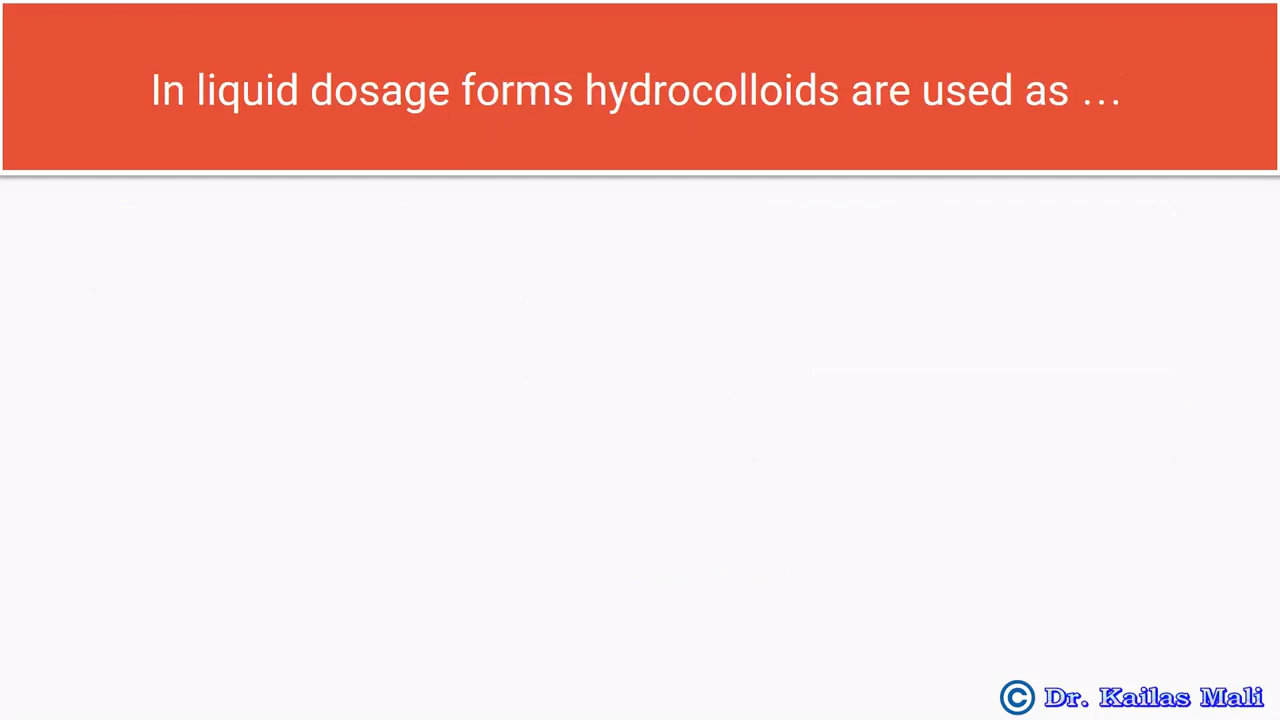 In liquid dosage forms hydrocolloids are used as …
© Dr. Kailas Mali